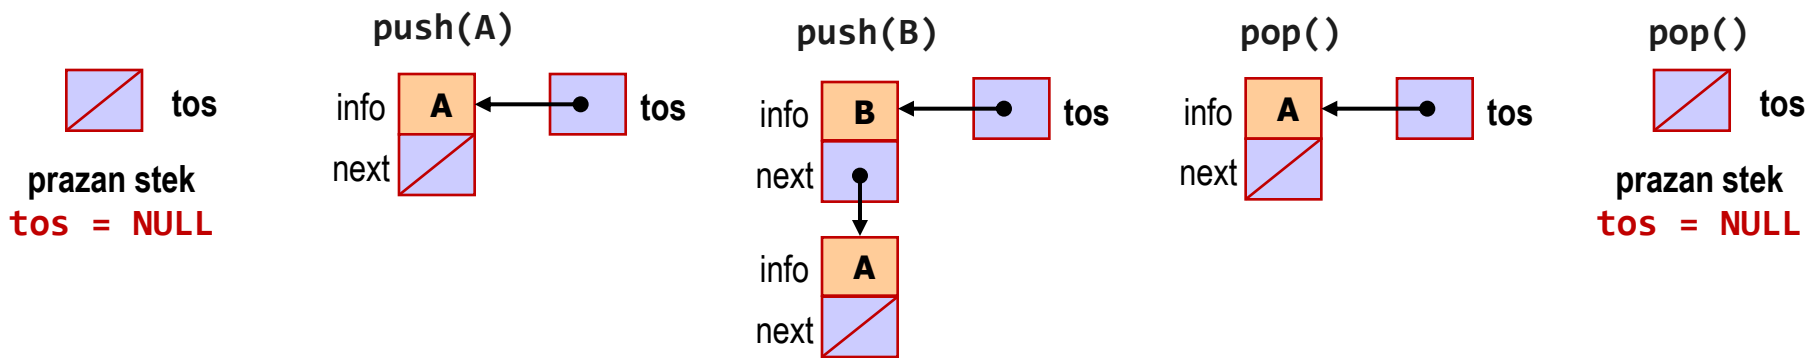 tos
prazan stek
tos = NULL
push(A)
info A tos
next
push(B)
info B tos
next
info A
next
pop()
info A tos
next
pop()
tos
prazan stek
tos = NULL